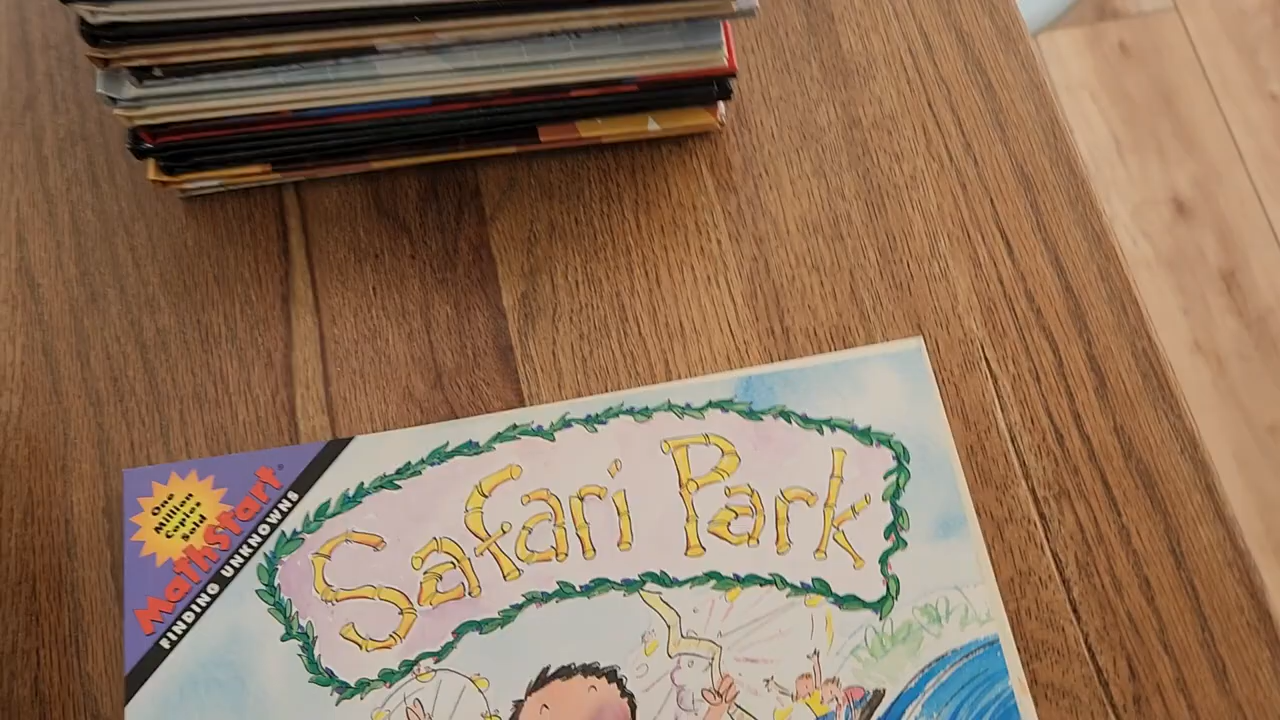 One
Million
Copies
Sold
MathStart®
FINDING UNKNOWNS
Safari Park